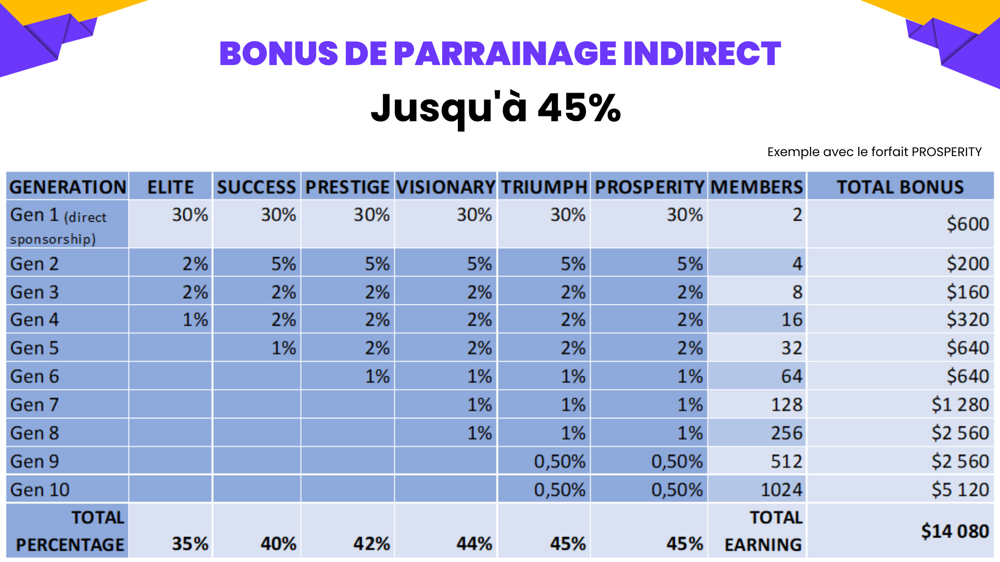 BONUS DE PARRAINAGE INDIRECT
Jusqu'à 45%
Exemple avec le forfait PROSPERITY
GENERATION ELITE SUCCESS PRESTIGE VISIONARY TRIUMPH PROSPERITY MEMBERS TOTAL BONUS
Gen 1 (direct sponsorship) 30% 30% 30% 30% 30% 30% 2 $600
Gen 2 2% 5% 5% 5% 5% 5% 4 $200
Gen 3 2% 2% 2% 2% 2% 2% 8 $160
Gen 4 1% 2% 2% 2% 2% 2% 16 $320
Gen 5 1% 2% 2% 2% 2% 32 $640
Gen 6 1% 1% 1% 1% 64 $640
Gen 7 1% 1% 1% 128 $1 280
Gen 8 1% 1% 1% 256 $2 560
Gen 9 0,50% 0,50% 512 $2 560
Gen 10 0,50% 0,50% 1024 $5 120
TOTAL PERCENTAGE 35% 40% 42% 44% 45% 45% TOTAL EARNING $14 080